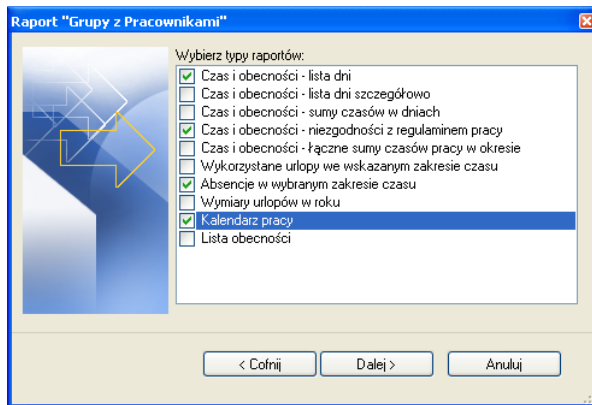 Raport "Grupy z Pracownikami"
Wybierz typy raportów:
Czas i obecności - lista dni
Czas i obecności - lista dni szczegółowo
Czas i obecności - sumy czasów w dniach
Czas i obecności - niezgodności z regulaminem pracy
Czas i obecności - łączne sumy czasów pracy w okresie
Wykorzystane urlopy we wskazanym zakresie czasu
Absencje w wybranym zakresie czasu
Wymiary urlopów w roku
Kalendarz pracy
Lista obecności
< Cofnij
Dalej >
Anuluj